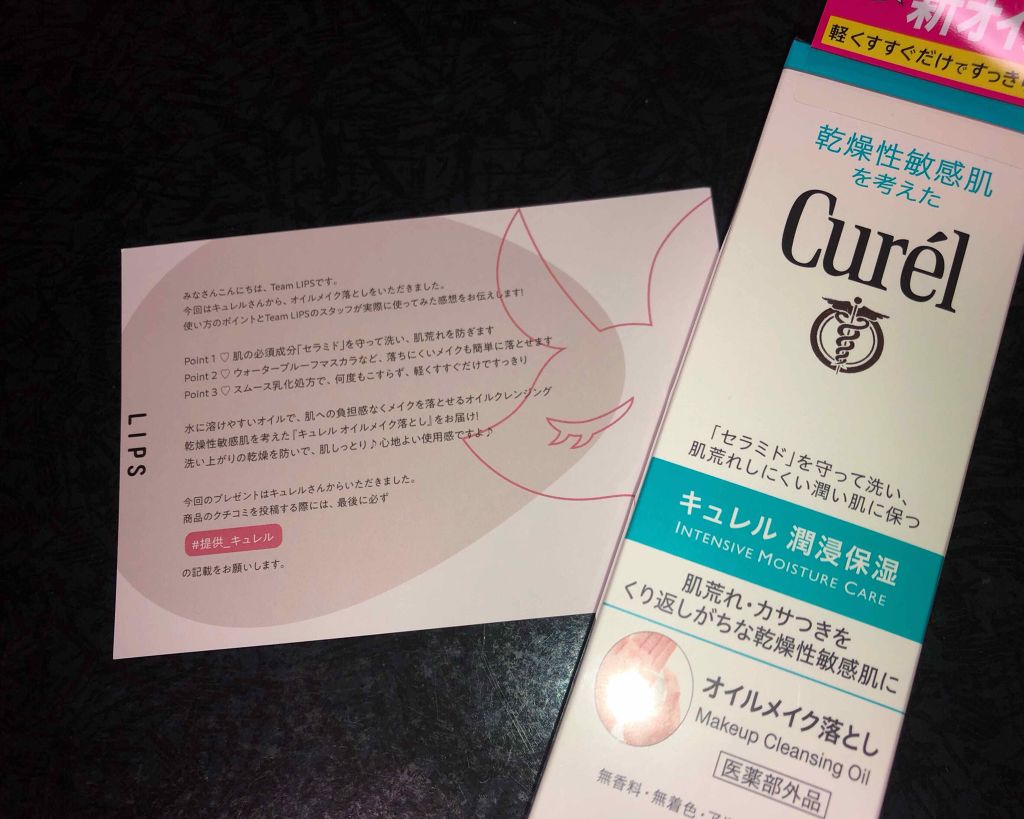 みなさんこんにちは、Team LIPSです。
今回はキュレルさんから、オイルメイク落としをいただきました。
使い方のポイントとTeam LIPSのスタッフが実際に使ってみた感想をお伝えします!
Point 1 ♡ 肌の必須成分「セラミド」を守って洗い、肌荒れを防ぎます
Point 2 ♡ ウォータープルーフマスカラなど、落ちにくいメイクも簡単に落とせます
Point 3 ♡ スムース乳化処方で、何度もこすらず、軽くすすぐだけですっきり
水に溶けやすいオイルで、肌への負担感なくメイクを落とせるオイルクレンジング
乾燥性敏感肌を考えた『キュレル オイルメイク落とし』をお届け!
洗い上がりの乾燥を防いで、肌しっとり♪心地よい使用感ですよ♪
今回のプレゼントはキュレルさんからいただきました。
商品のクチコミを投稿する際には、最後に必ず
#提供_キュレル
の記載をお願いします。
LIPS
新オイ
軽くすすぐだけですっきり
乾燥性敏感肌
を考えた
Curél
「セラミド」を守って洗い、
肌荒れしにくい潤い肌に保つ
キュレル 潤浸保湿
INTENSIVE MOISTURE CARE
肌荒れ・カサつきを
くり返しがちな乾燥性敏感肌に
オイルメイク落とし
Makeup Cleansing Oil
医薬部外品
無香料・無着色・ア